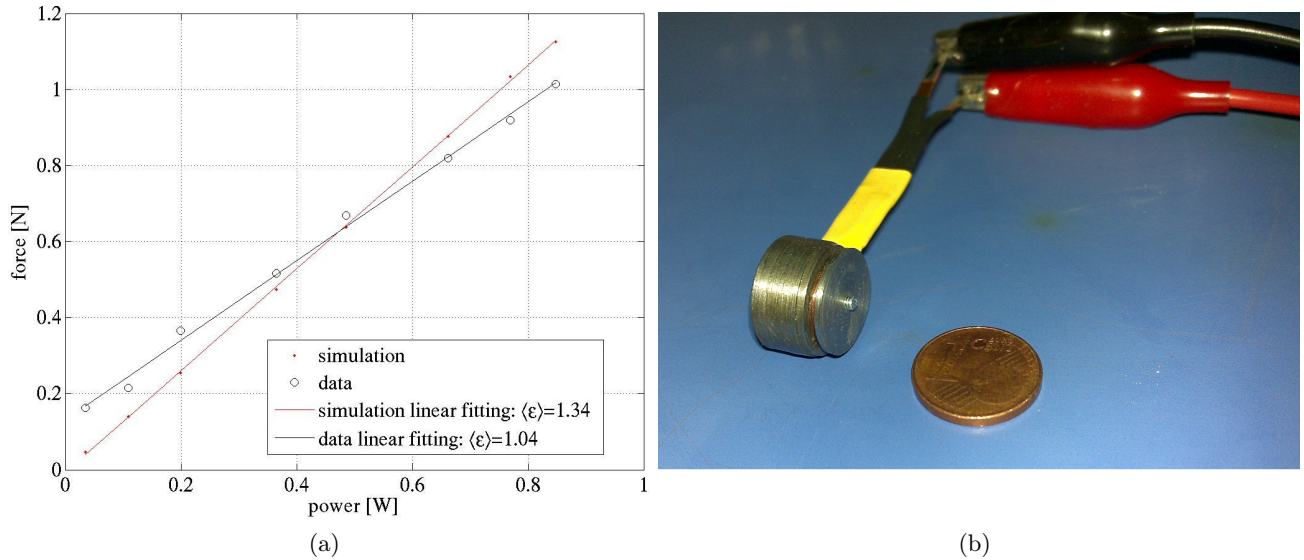 1.2
1
0.8
0.6
0.4
0.2
0
force [N]
simulation
data
simulation linear fitting: ⟨ε⟩=1.34
data linear fitting: ⟨ε⟩=1.04
0 0.2 0.4 0.6 0.8 1
power [W]
(a)
(b)